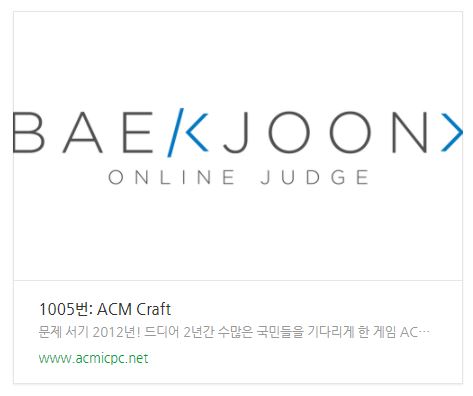 BAEKJOON>
ONLINE JUDGE
1005번: ACM Craft
문제 서기 2012년! 드디어 2년간 수많은 국민들을 기다리게 한 게임 AC…
www.acmicpc.net